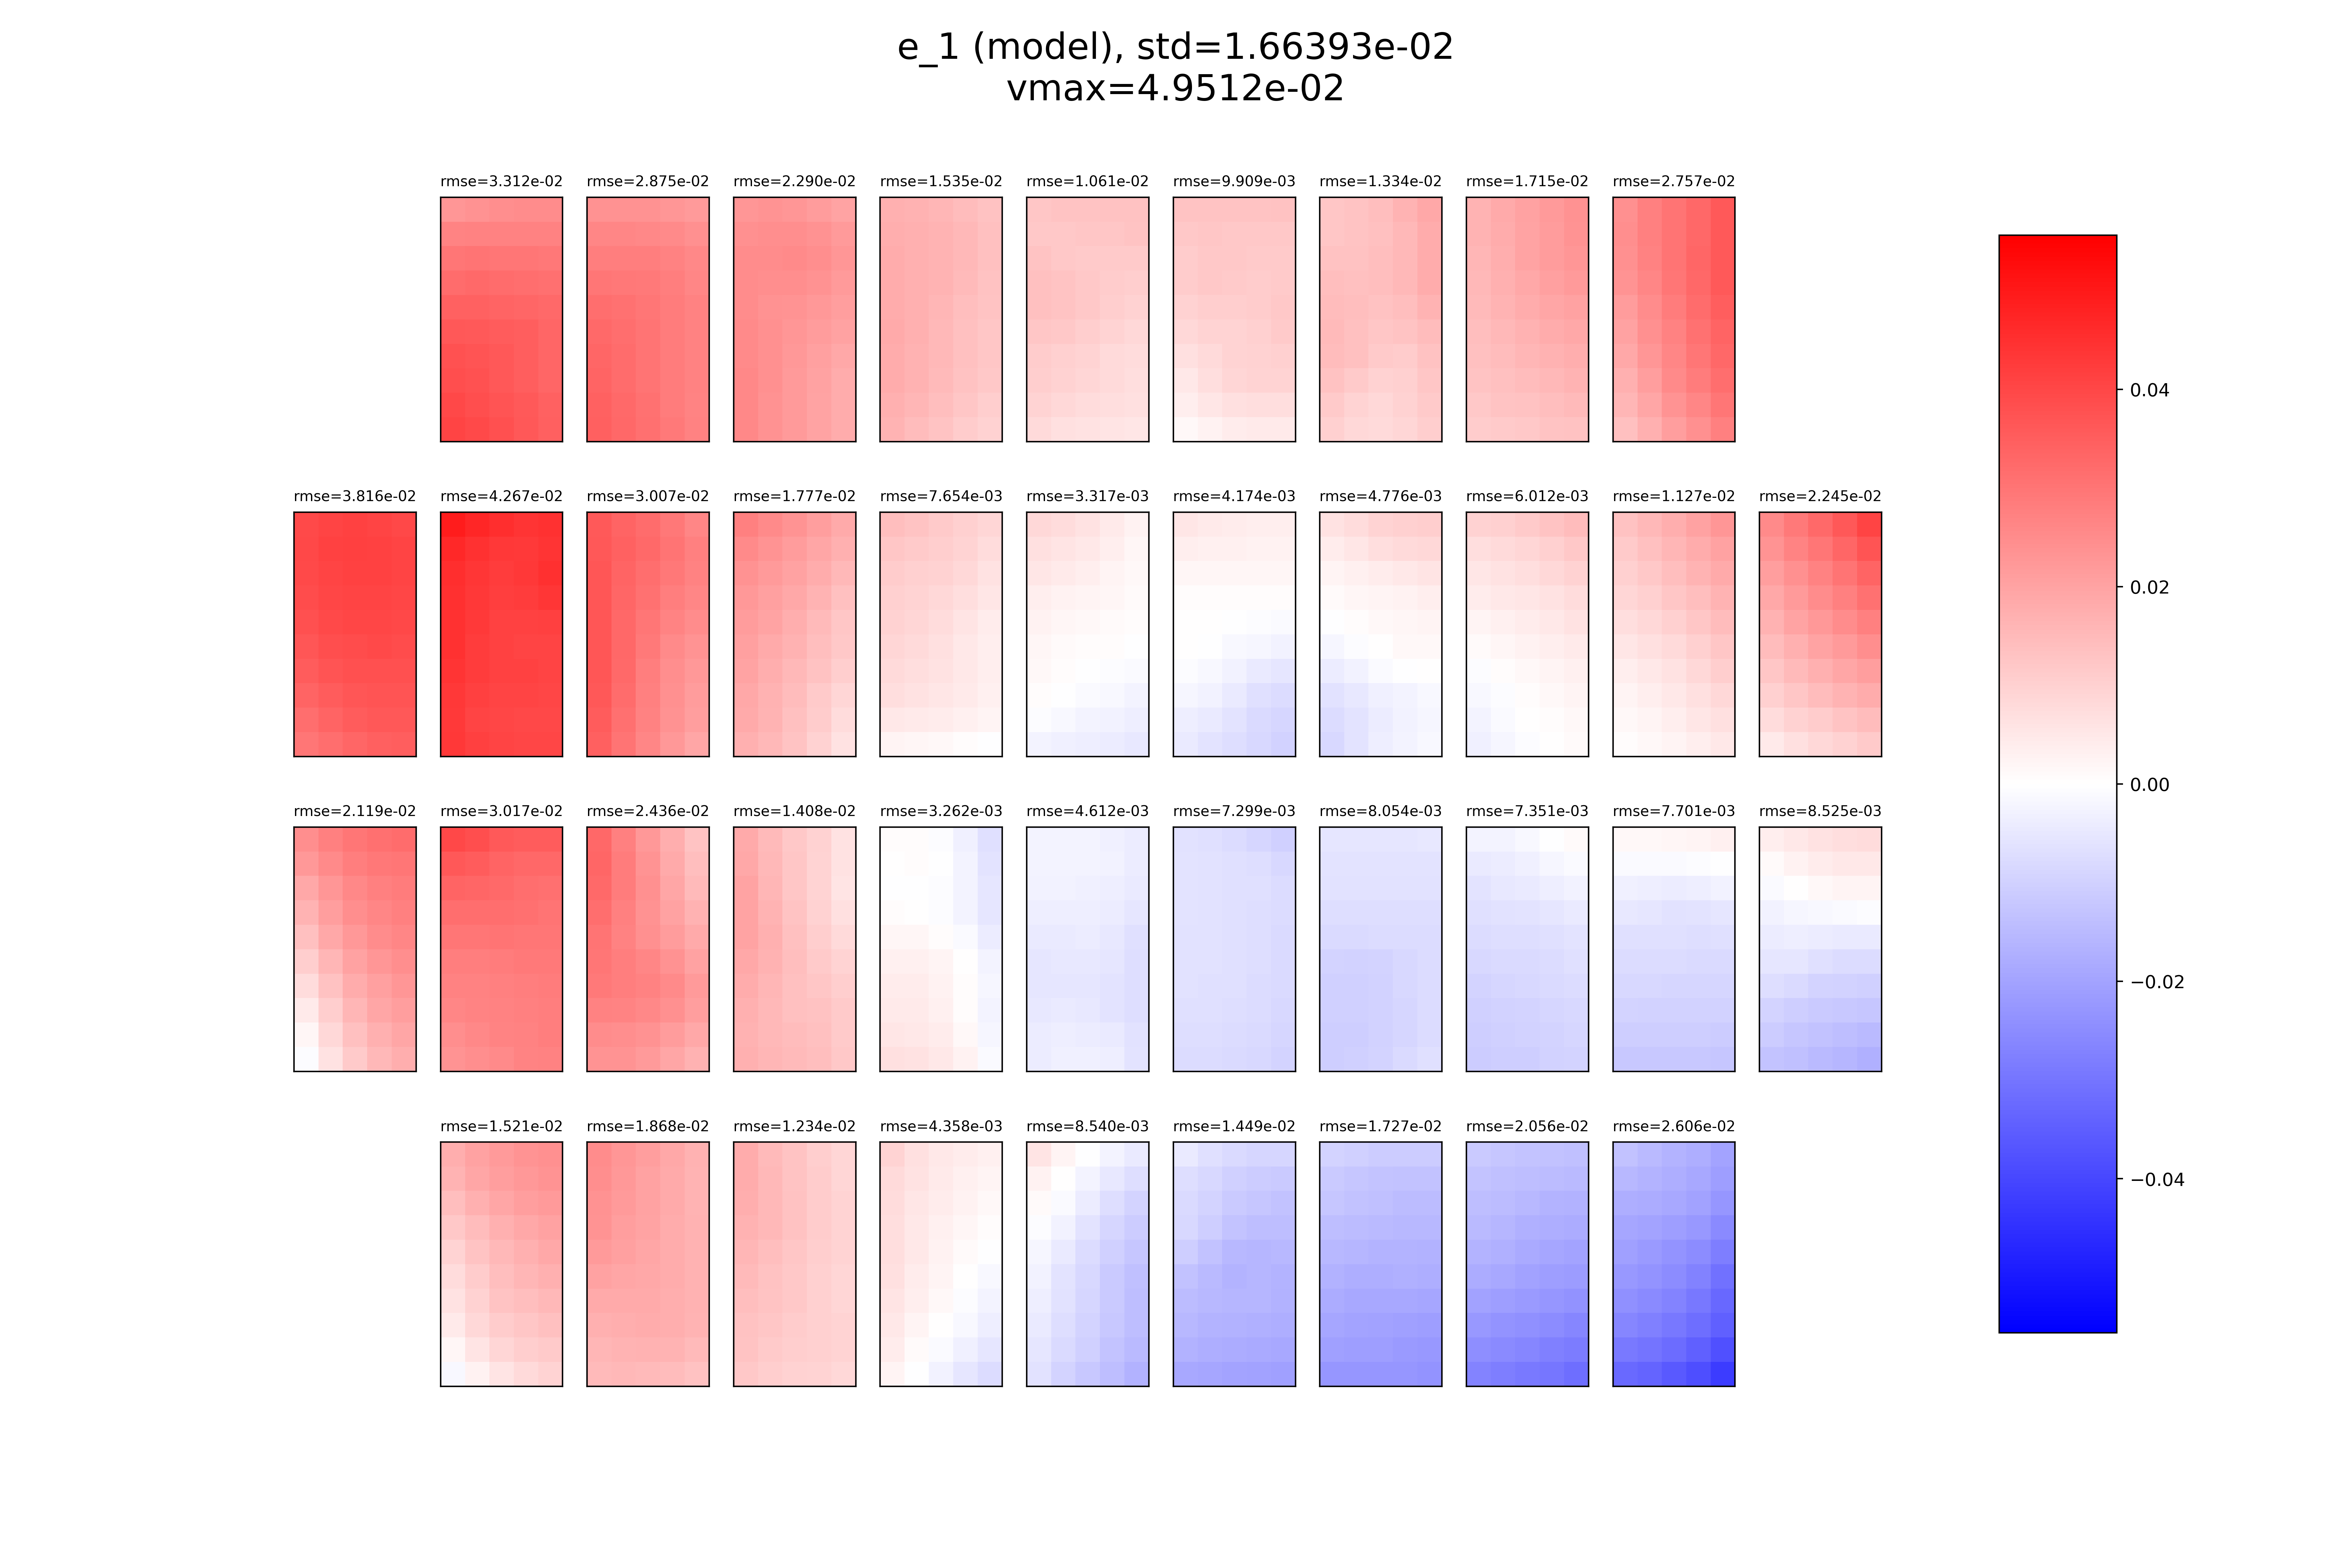 e_1 (model), std=1.66393e-02
vmax=4.9512e-02
rmse=3.312e-02 rmse=2.875e-02 rmse=2.290e-02 rmse=1.535e-02 rmse=1.061e-02 rmse=9.909e-03 rmse=1.334e-02 rmse=1.715e-02 rmse=2.757e-02
rmse=3.816e-02 rmse=4.267e-02 rmse=3.007e-02 rmse=1.777e-02 rmse=7.654e-03 rmse=3.317e-03 rmse=4.174e-03 rmse=4.776e-03 rmse=6.012e-03 rmse=1.127e-02 rmse=2.245e-02
rmse=2.119e-02 rmse=3.017e-02 rmse=2.436e-02 rmse=1.408e-02 rmse=3.262e-03 rmse=4.612e-03 rmse=7.299e-03 rmse=8.054e-03 rmse=7.351e-03 rmse=7.701e-03 rmse=8.525e-03
rmse=1.521e-02 rmse=1.868e-02 rmse=1.234e-02 rmse=4.358e-03 rmse=8.540e-03 rmse=1.449e-02 rmse=1.727e-02 rmse=2.056e-02 rmse=2.606e-02
0.04
0.02
0.00
−0.02
−0.04